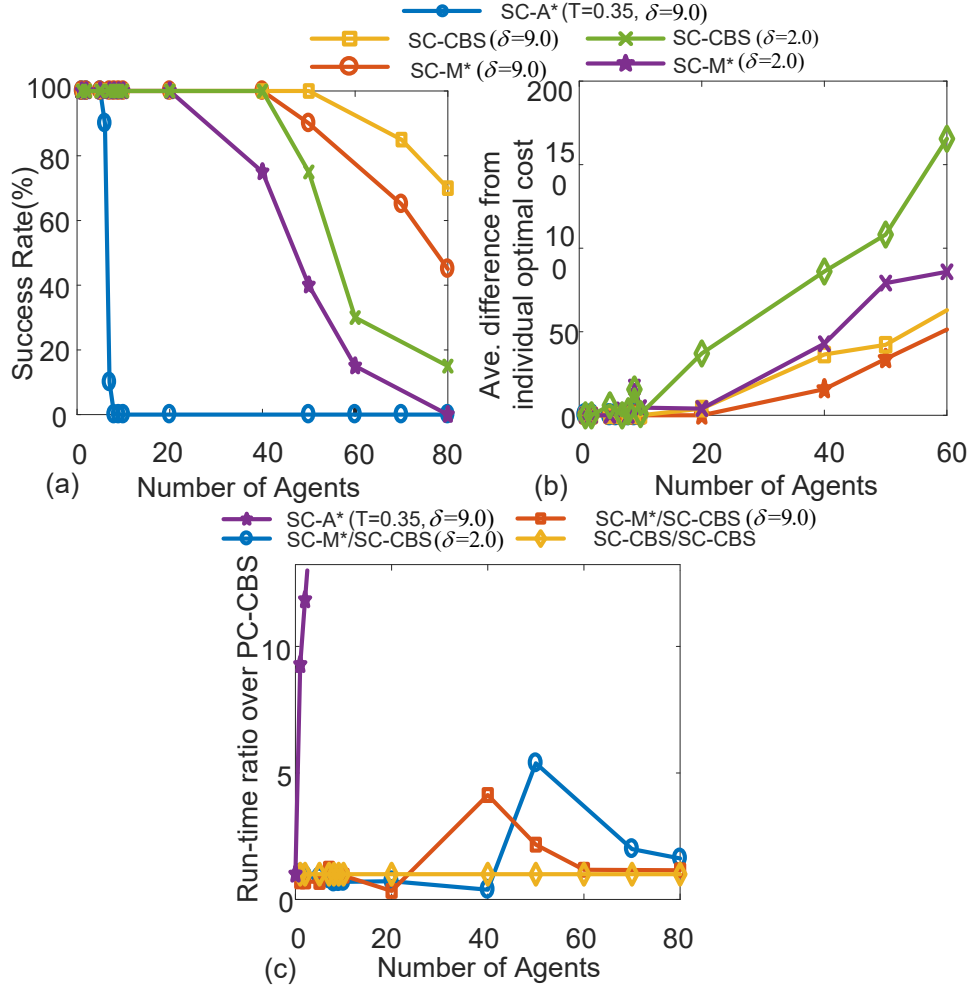 SC-A* (T=0.35, δ=9.0)
SC-CBS (δ=9.0)
SC-CBS (δ=2.0)
SC-M* (δ=9.0)
SC-M* (δ=2.0)
Success Rate(%)
100
80
60
40
20
0
0
20
40
60
80
(a)
Number of Agents
Ave. difference from
individual optimal cost
200
15
0
10
0
50
0
0
20
40
60
(b)
Number of Agents
SC-A* (T=0.35, δ=9.0)
SC-M*/SC-CBS (δ=9.0)
SC-M*/SC-CBS (δ=2.0)
SC-CBS/SC-CBS
Run-time ratio over PC-CBS
10
5
0
0
20
40
60
80
(c)
Number of Agents